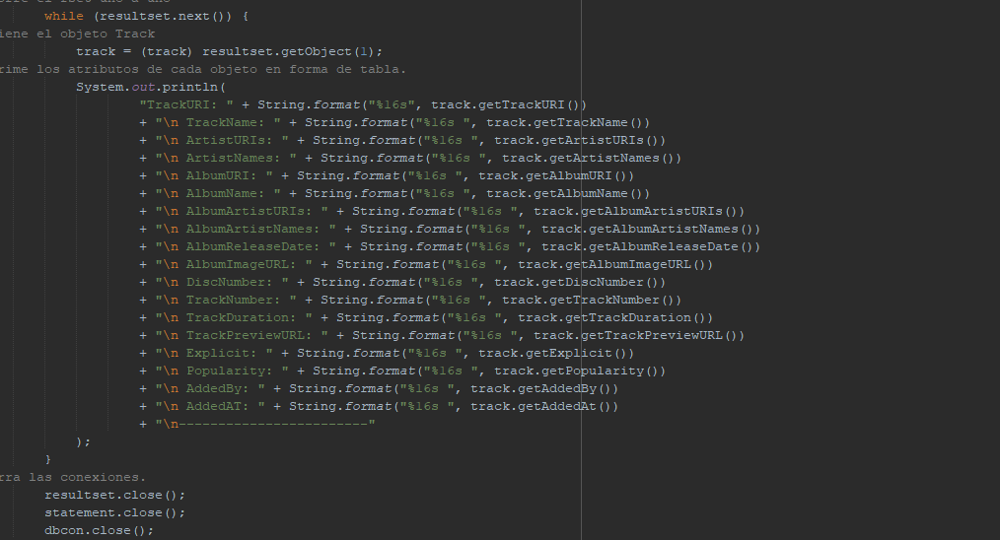 while (resultset.next()) {
iene el objeto Track
track = (track) resultset.getObject(1);
rime los atributos de cada objeto en forma de tabla.
System.out.println(
"TrackURI: " + String.format("%16s", track.getTrackURI())
+ "\n TrackName: " + String.format("%16s ", track.getTrackName())
+ "\n ArtistURIs: " + String.format("%16s ", track.getArtistURIs())
+ "\n ArtistNames: " + String.format("%16s ", track.getArtistNames())
+ "\n AlbumURI: " + String.format("%16s ", track.getAlbumURI())
+ "\n AlbumName: " + String.format("%16s ", track.getAlbumName())
+ "\n AlbumArtistURIs: " + String.format("%16s ", track.getAlbumArtistURIs())
+ "\n AlbumArtistNames: " + String.format("%16s ", track.getAlbumArtistNames())
+ "\n AlbumReleaseDate: " + String.format("%16s ", track.getAlbumReleaseDate())
+ "\n AlbumImageURL: " + String.format("%16s ", track.getAlbumImageURL())
+ "\n DiscNumber: " + String.format("%16s ", track.getDiscNumber())
+ "\n TrackNumber: " + String.format("%16s ", track.getTrackNumber())
+ "\n TrackDuration: " + String.format("%16s ", track.getTrackDuration())
+ "\n TrackPreviewURL: " + String.format("%16s ", track.getTrackPreviewURL())
+ "\n Explicit: " + String.format("%16s ", track.getExplicit())
+ "\n Popularity: " + String.format("%16s ", track.getPopularity())
+ "\n AddedBy: " + String.format("%16s ", track.getAddedBy())
+ "\n AddedAT: " + String.format("%16s ", track.getAddedAt())
+ "\n------------------------"
);
}
rra las conexiones.
resultset.close();
statement.close();
dbcon.close();